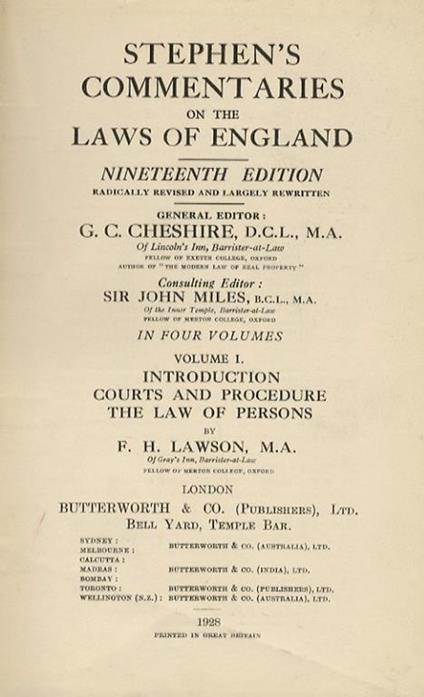 STEPHEN'S
COMMENTARIES
ON THE
LAWS OF ENGLAND
NINETEENTH EDITION
RADICALLY REVISED AND LARGELY REWRITTEN
GENERAL EDITOR:
G. C. CHESHIRE, D.C.L., M.A.
Of Lincoln's Inn, Barrister-at-Law
FELLOW OF EXETER COLLEGE, OXFORD
AUTHOR OF "THE MODERN LAW OF REAL PROPERTY"
Consulting Editor:
SIR JOHN MILES, B.C.L., M.A.
Of the Inner Temple, Barrister-at-Law
FELLOW OF MERTON COLLEGE, OXFORD
IN FOUR VOLUMES
VOLUME I.
INTRODUCTION
COURTS AND PROCEDURE
THE LAW OF PERSONS
BY
F. H. LAWSON, M.A.
Of Gray's Inn, Barrister-at-Law
FELLOW OF MERTON COLLEGE, OXFORD
LONDON
BUTTERWORTH & CO. (PUBLISHERS), LTD.
BELL YARD, TEMPLE BAR.
SYDNEY:
MELBOURNE: BUTTERWORTH & CO. (AUSTRALIA), LTD.
CALCUTTA:
MADRAS: BUTTERWORTH & CO. (INDIA), LTD.
BOMBAY:
TORONTO: BUTTERWORTH & CO. (PUBLISHERS), LTD.
WELLINGTON (N.Z.): BUTTERWORTH & CO. (AUSTRALIA), LTD.
1928
PRINTED IN GREAT BRITAIN